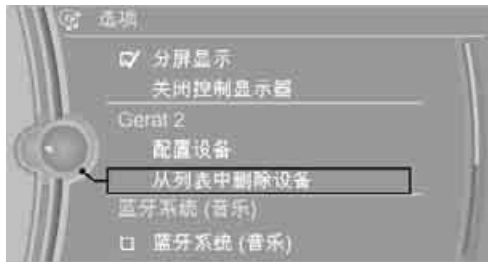 选项
分屏显示
关闭控制显示器
Gerät 2
配置设备
从列表中删除设备
蓝牙系统 (音乐)
蓝牙系统 (音乐)